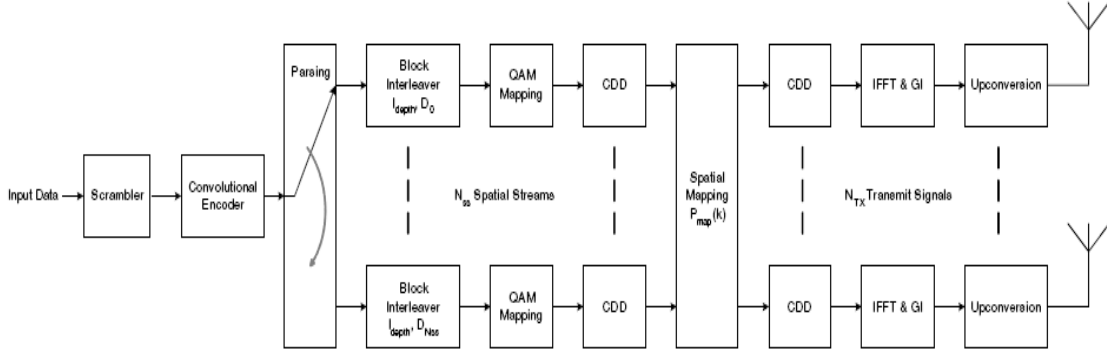 Input Data
Scrambler
Convolutional
Encoder
Parsing
Block
Interleaver
I_depth, D_0
QAM
Mapping
CDD
Spatial
Mapping
P_map(k)
CDD
IFFT & GI
Upconversion
N_ss Spatial Streams
N_TX Transmit Signals
Block
Interleaver
I_depth, D_Nss
QAM
Mapping
CDD
CDD
IFFT & GI
Upconversion